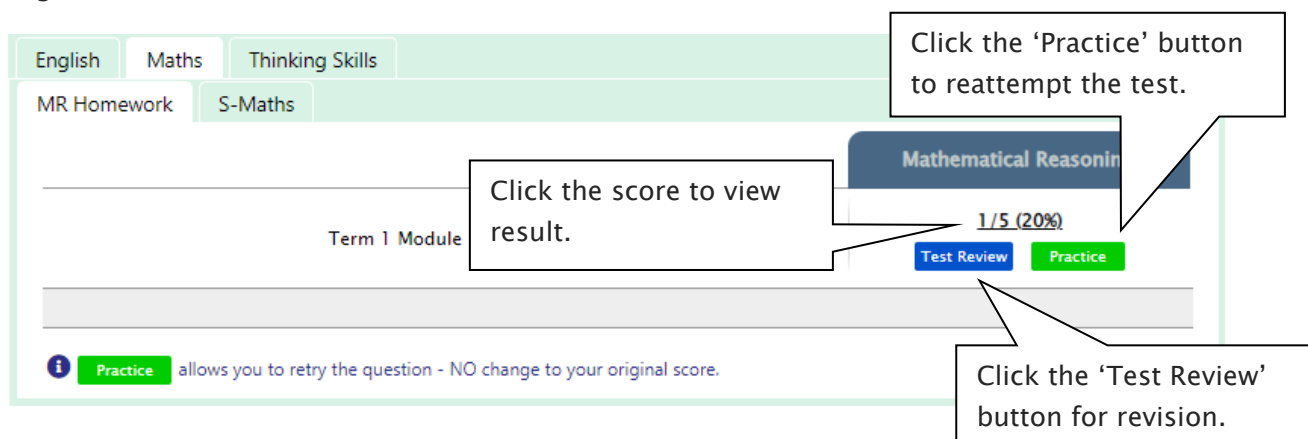 English Maths Thinking Skills
MR Homework S-Maths
Click the ‘Practice’ button
to reattempt the test.
Mathematical
Click the score to view
result.
Term 1 Module
1/5 (20%)
Test Review Practice
Practice allows you to retry the question - NO change to your original score.
Click the ‘Test Review’
button for revision.